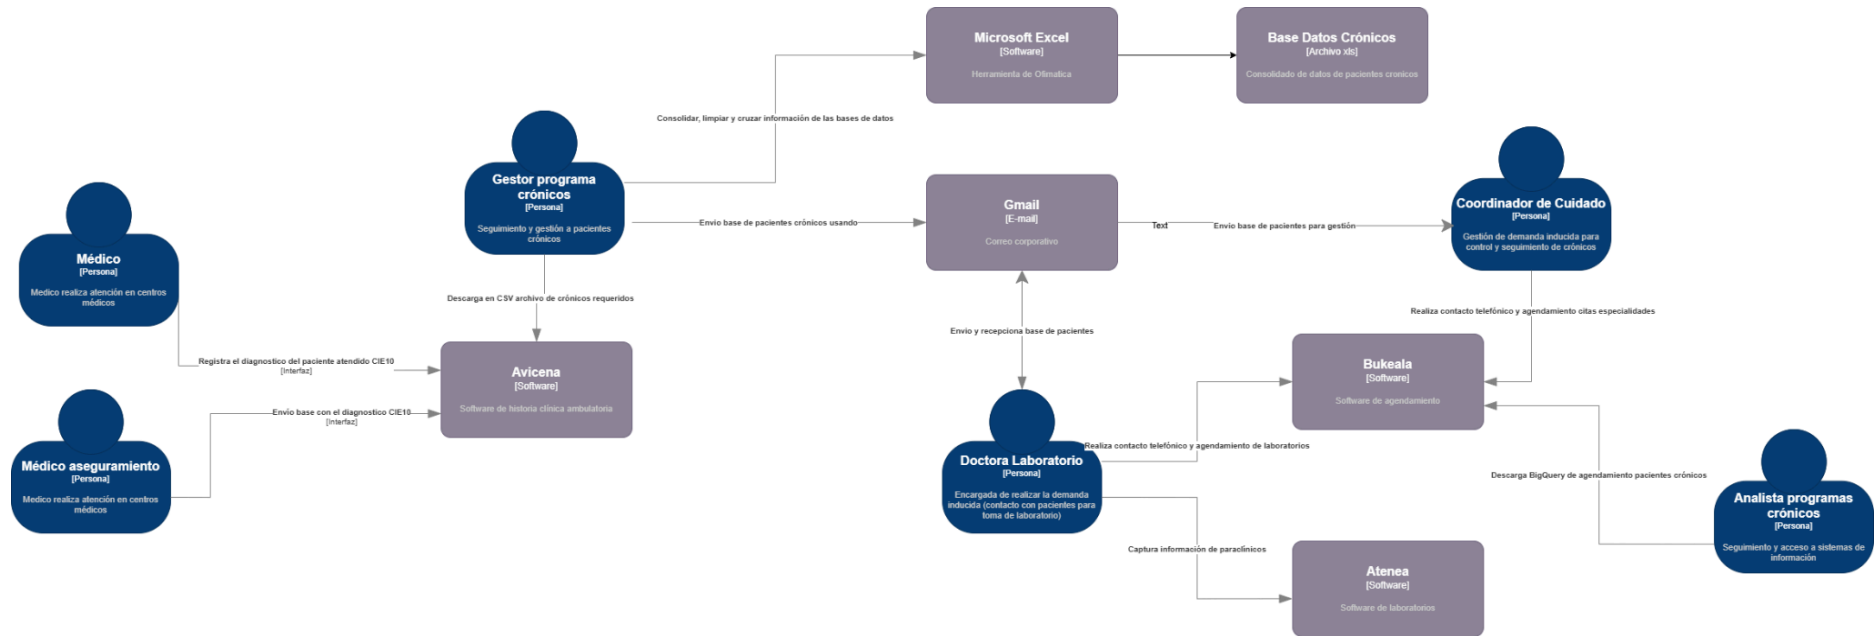 Microsoft Excel
[Software]
Herramienta de Ofimatica
Base Datos Crónicos
[Archivo xls]
Consolidado de datos de pacientes cronicos
Consolidar, limpiar y cruzar información de las bases de datos
Gestor programa
crónicos
[Persona]
Seguimiento y gestión a pacientes
crónicos
Envio base de pacientes crónicos usando
Gmail
[E-mail]
Correo corporativo
Text
Envio base de pacientes para gestión
Coordinador de Cuidado
[Persona]
Gestión de demanda inducida para
control y seguimiento de crónicos
Médico
[Persona]
Medico realiza atención en centros
médicos
Descarga en CSV archivo de crónicos requeridos
Realiza contacto telefónico y agendamiento citas especialidades
Envio y recepciona base de pacientes
Registra el diagnostico del paciente atendido CIE10
[Interfaz]
Avicena
[Software]
Software de historia clínica ambulatoria
Bukeala
[Software]
Software de agendamiento
Envio base con el diagnostico CIE10
[Interfaz]
Médico aseguramiento
[Persona]
Medico realiza atención en centros
médicos
Realiza contacto telefónico y agendamiento de laboratorios
Doctora Laboratorio
[Persona]
Encargada de realizar la demanda
inducida (contacto con pacientes para
toma de laboratorio)
Descarga BigQuery de agendamiento pacientes crónicos
Analista programas
crónicos
[Persona]
Seguimiento y acceso a sistemas de
información
Captura información de paraclínicos
Atenea
[Software]
Software de laboratorios